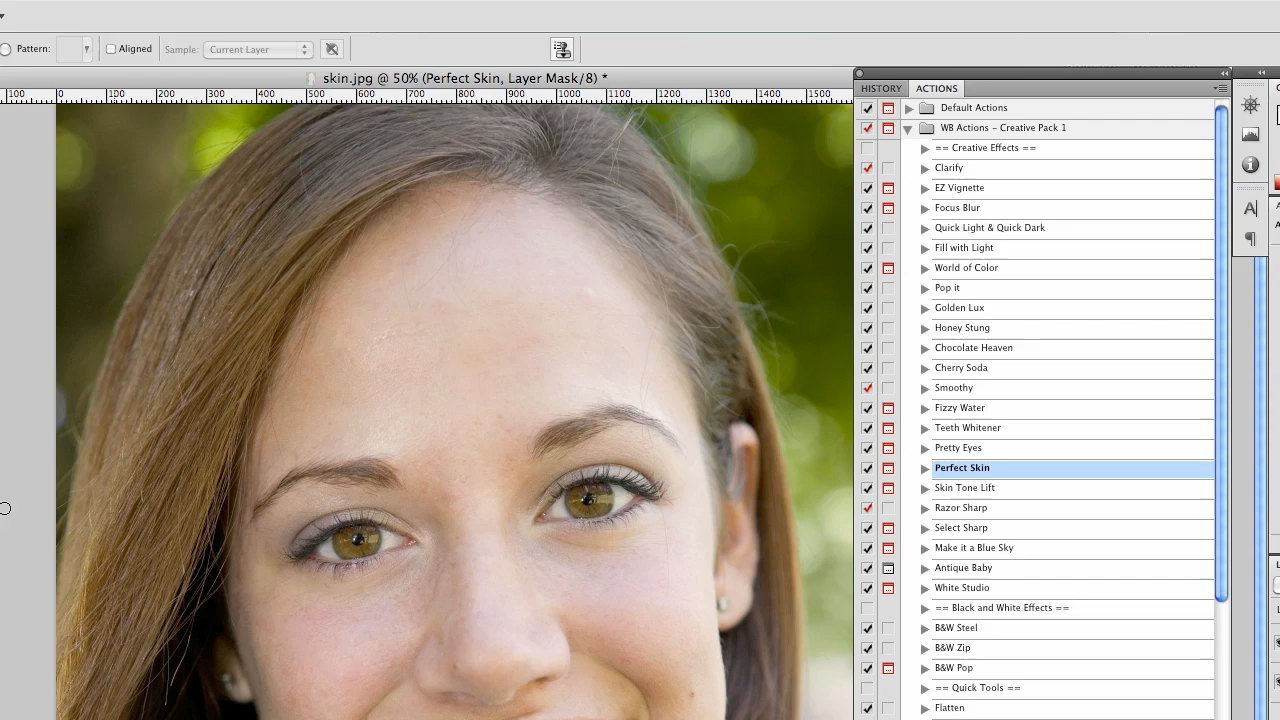 Pattern:
Aligned
Sample:
Current Layer
skin.jpg @ 50% (Perfect Skin, Layer Mask/8) *
100 0 100 200 300 400 500 600 700 800 900 1000 1100 1200 1300 1400 1500
HISTORY
ACTIONS
Default Actions
WB Actions - Creative Pack 1
== Creative Effects ==
Clarify
EZ Vignette
Focus Blur
Quick Light & Quick Dark
Fill with Light
World of Color
Pop it
Golden Lux
Honey Stung
Chocolate Heaven
Cherry Soda
Smoothy
Fizzy Water
Teeth Whitener
Pretty Eyes
Perfect Skin
Skin Tone Lift
Razor Sharp
Select Sharp
Make it a Blue Sky
Antique Baby
White Studio
== Black and White Effects ==
B&W Steel
B&W Zip
B&W Pop
== Quick Tools ==
Flatten